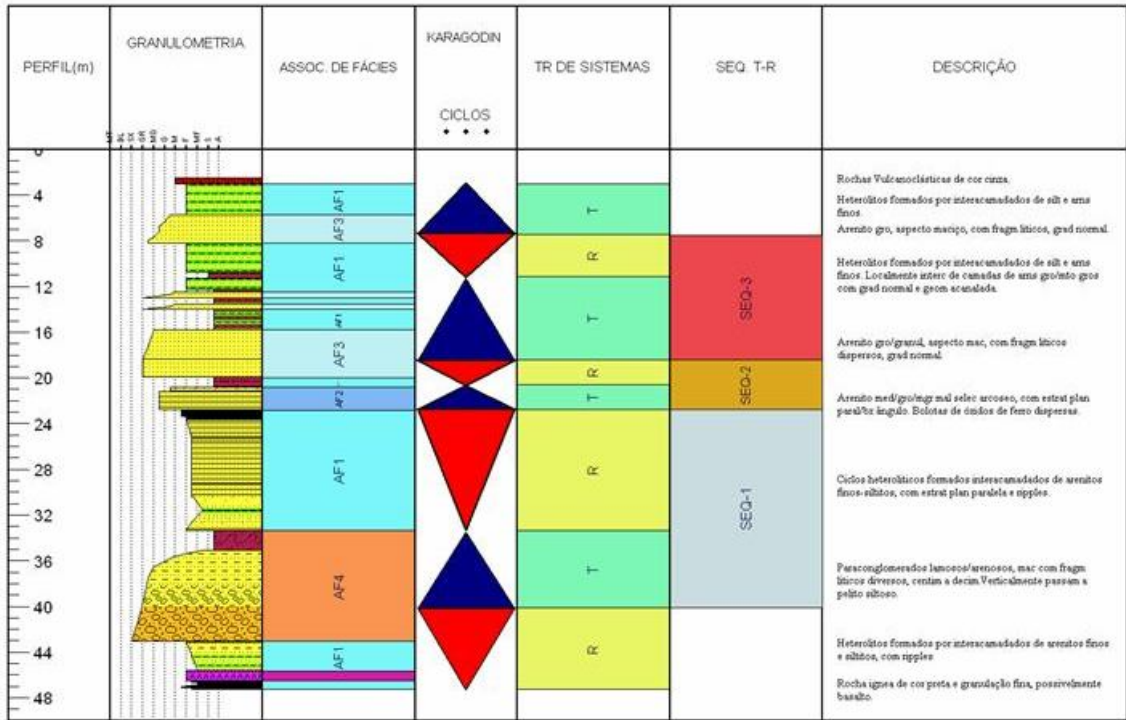 PERFIL(m)
GRANULOMETRIA
ASSOC. DE FÁCIES
KARAGODIN
CICLOS
TR DE SISTEMAS
SEQ. T-R
DESCRIÇÃO
MT
BL
SX
GR
MG
G
M
F
MF
S
A
0
4
8
12
16
20
24
28
32
36
40
44
48
AF1
AF3
AF1
AF1
AF3
AF2
AF1
AF4
AF1
T
R
T
R
T
R
T
R
SEQ-3
SEQ-2
SEQ-1
Rochas Vulcanoclásticas de cor cinza.
Heterolitos formados por interacamadados de silt e arns
finos.
Arenito gro, aspecto maciço, com fragm líticos, grad normal.
Heterolitos formados por interacamadados de silt e arns
finos. Localmente interc de camadas de arns gro/mto gros
com grad normal e geom acanalada.
Arenito gro/granul, aspecto mac, com fragm líticos
dispersos, grad normal.
Arenito med/gro/mgr mal selec arcoseo, com estrat plan
paral/bx ângulo. Bolotas de óxidos de ferro dispersas.
Ciclos heterolíticos formados interacamadados de arenitos
finos-siltitos, com estrat plan paralela e ripples.
Paraconglomerados lamosos/arenosos, mac com fragm
líticos diversos, centim a decim.Verticalmente passam a
pelito siltoso.
Heterolitos formados por interacamadados de arenitos finos
e siltitos, com ripples
Rocha ígnea de cor preta e granulação fina, possivelmente
basalto.